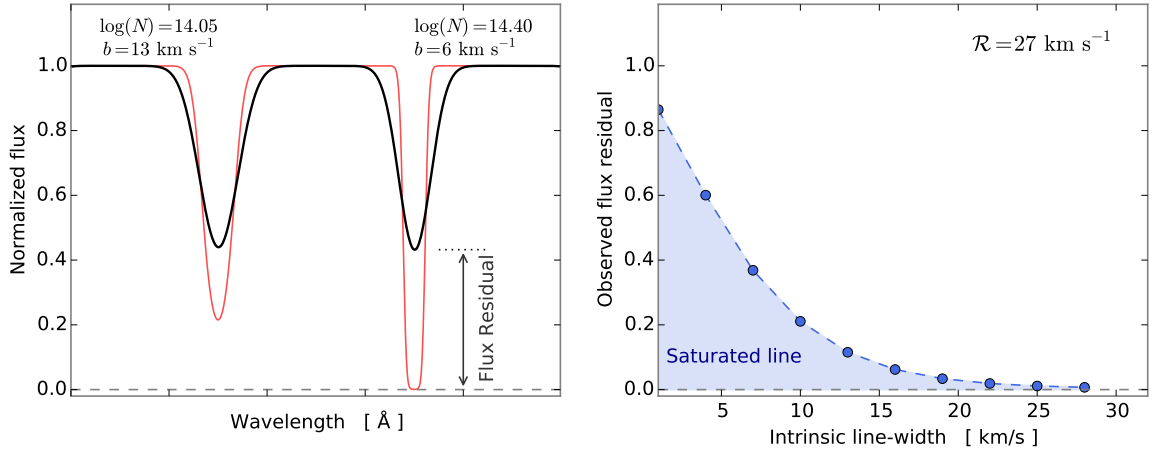 log(N)=14.05
b=13 km s⁻¹
log(N)=14.40
b=6 km s⁻¹
1.0
0.8
0.6
0.4
0.2
0.0
Normalized flux
Flux Residual
Wavelength [ Å ]
ℛ=27 km s⁻¹
1.0
0.8
0.6
0.4
0.2
0.0
Observed flux residual
Saturated line
5 10 15 20 25 30
Intrinsic line-width [ km/s ]